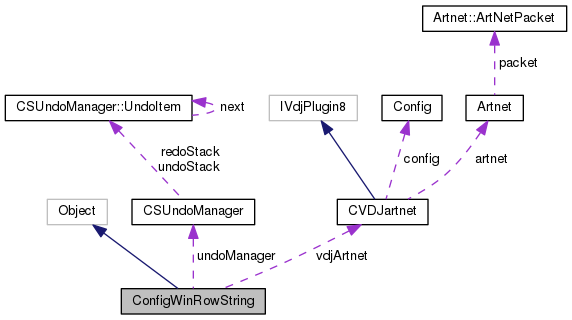 Artnet::ArtNetPacket
packet
CSUndoManager::UndoItem
next
IVdjPlugin8
Config
Artnet
redoStack
undoStack
config
artnet
Object
CSUndoManager
CVDJartnet
undoManager
vdjArtnet
ConfigWinRowString